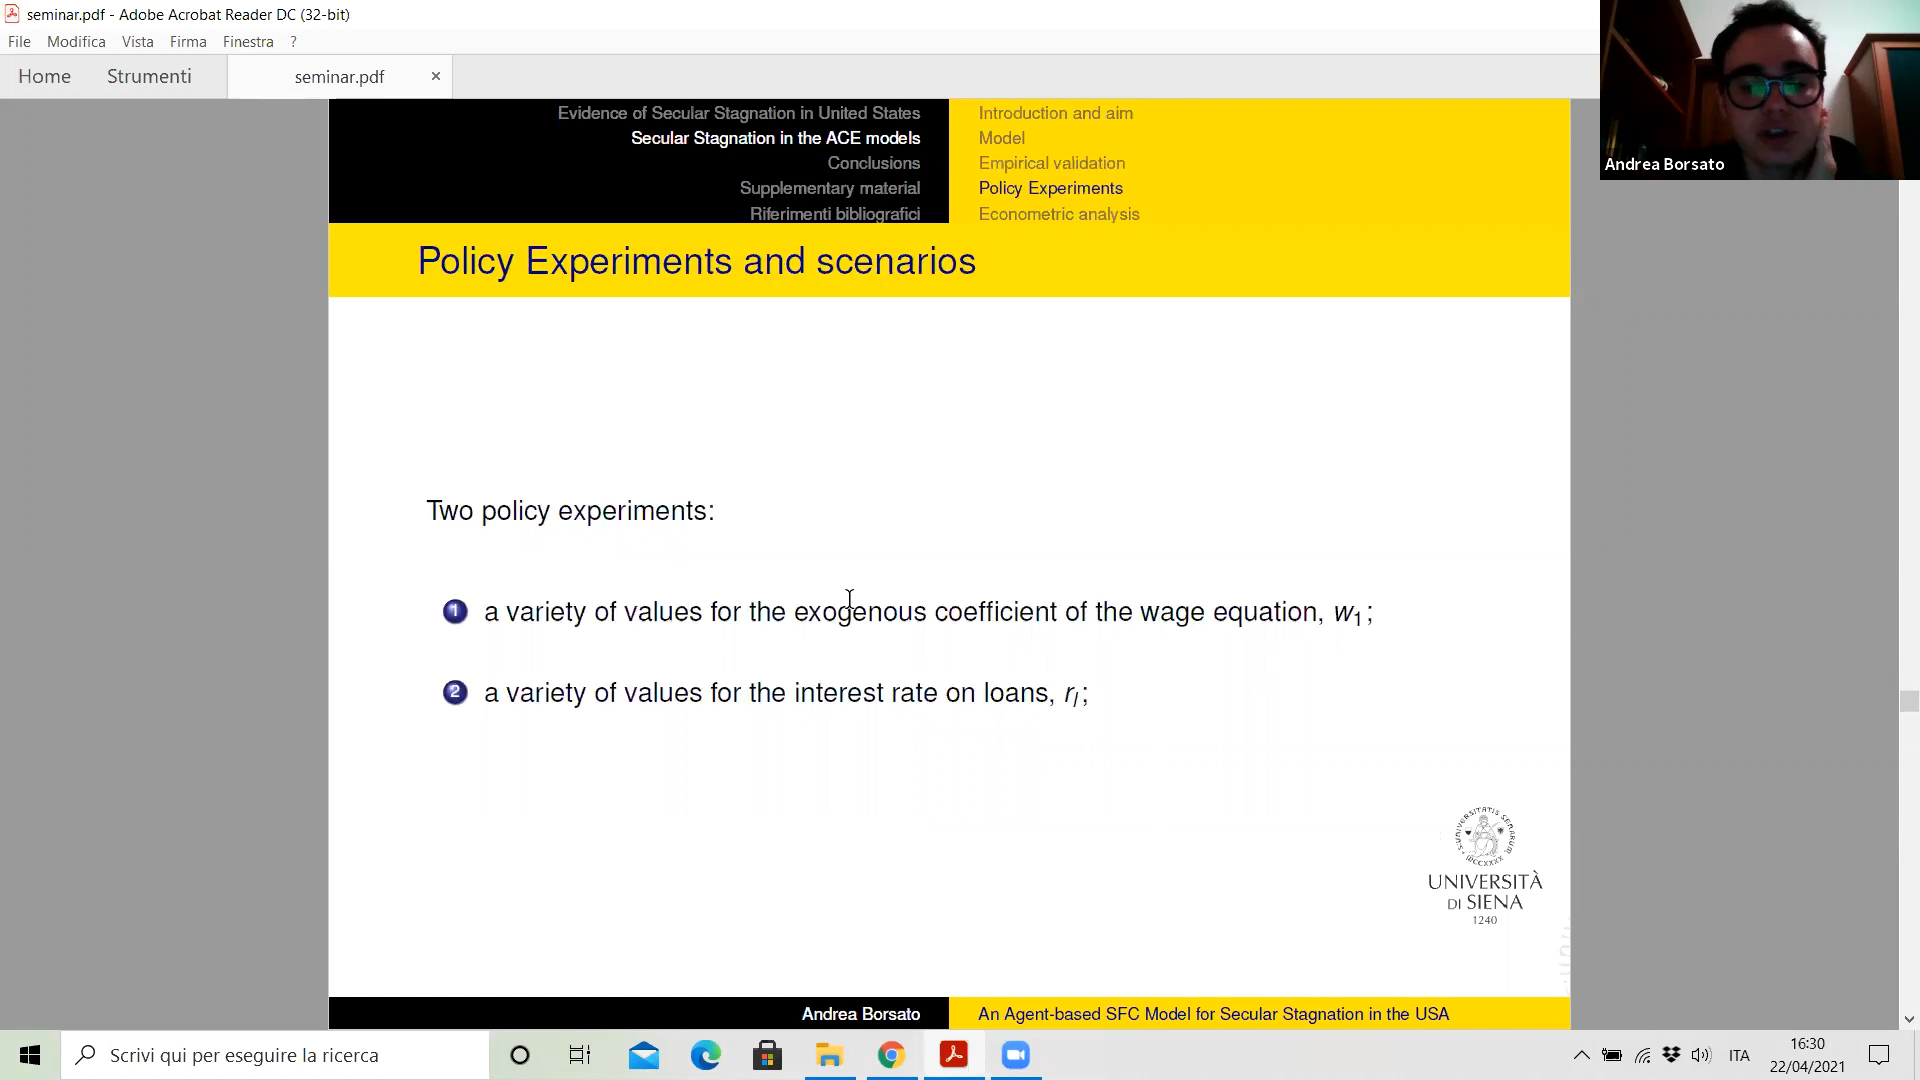 seminar.pdf - Adobe Acrobat Reader DC (32-bit)
File Modifica Vista Firma Finestra ?
Home Strumenti seminar.pdf ×
Andrea Borsato
Evidence of Secular Stagnation in United States
Secular Stagnation in the ACE models
Conclusions
Supplementary material
Riferimenti bibliografici
Introduction and aim
Model
Empirical validation
Policy Experiments
Econometric analysis
Policy Experiments and scenarios
Two policy experiments:
1 a variety of values for the exogenous coefficient of the wage equation, w₁;
2 a variety of values for the interest rate on loans, rₗ;
UNIVERSITÀ
DI SIENA
1240
Andrea Borsato An Agent-based SFC Model for Secular Stagnation in the USA
Scrivi qui per eseguire la ricerca
ITA
16:30
22/04/2021